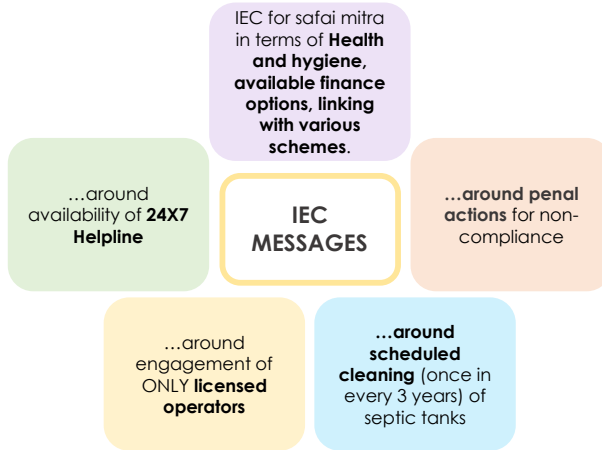 IEC for safai mitra
in terms of Health
and hygiene,
available finance
options, linking
with various
schemes.
…around
availability of 24X7
Helpline
IEC
MESSAGES
…around penal
actions for non-
compliance
…around
engagement of
ONLY licensed
operators
…around
scheduled
cleaning (once in
every 3 years) of
septic tanks